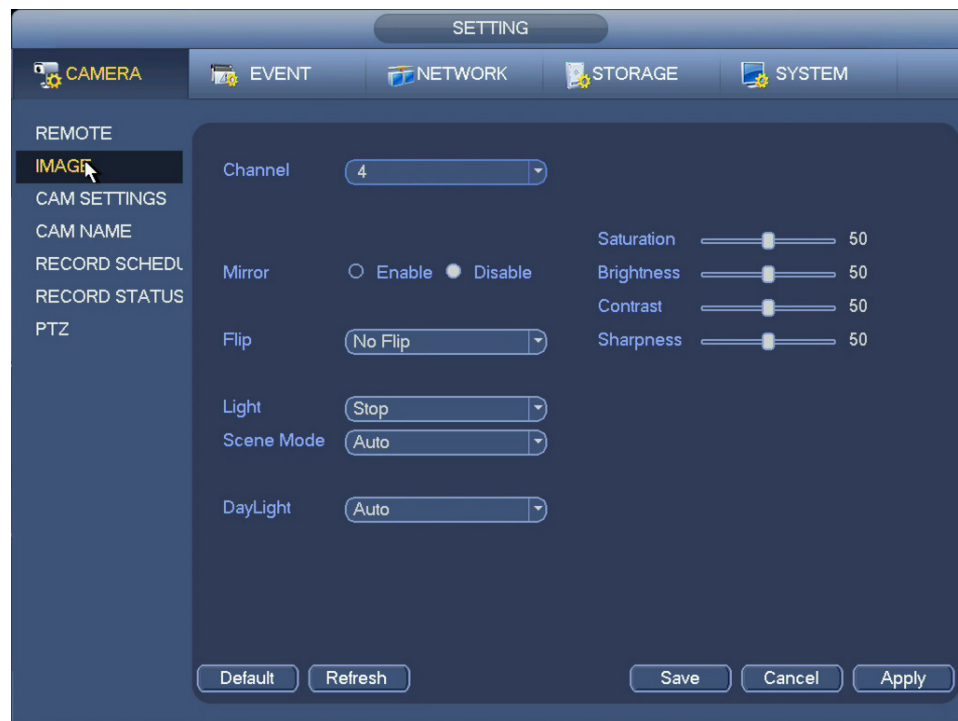 SETTING
CAMERA EVENT NETWORK STORAGE SYSTEM
REMOTE
IMAGE
CAM SETTINGS
CAM NAME
RECORD SCHEDU
RECORD STATUS
PTZ
Channel 4
Mirror Enable Disable
Flip No Flip
Light Stop
Scene Mode Auto
DayLight Auto
Saturation 50
Brightness 50
Contrast 50
Sharpness 50
Default Refresh Save Cancel Apply